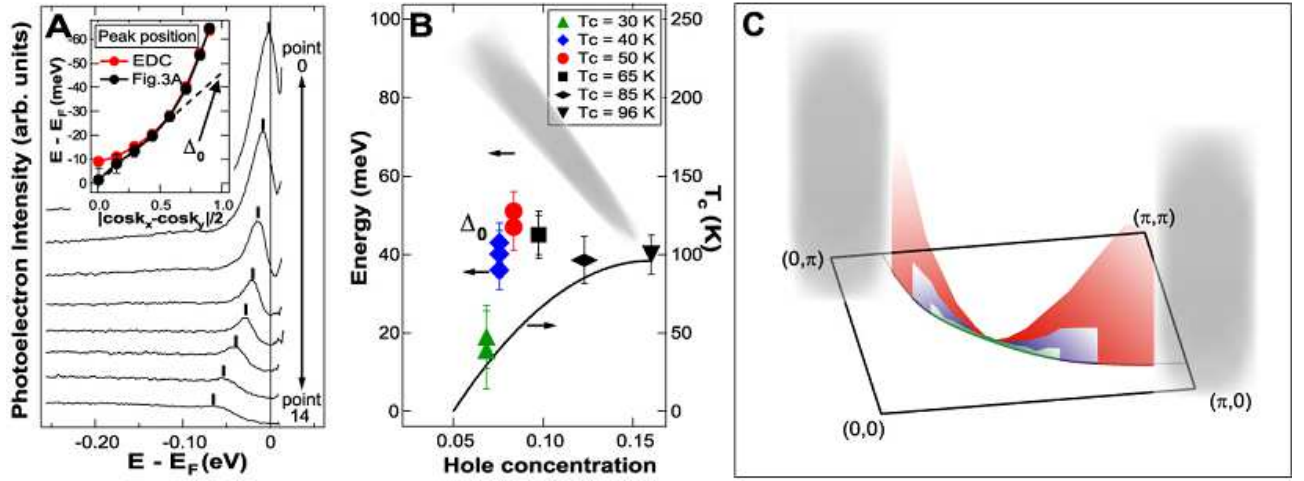 A
Photoelectron Intensity (arb. units)
Peak position
EDC
Fig.3A
E - E_F (meV)
-60
-50
-40
-30
-20
-10
0
Δ_0
0.0
0.5
1.0
|cosk_x-cosk_y|/2
point
0
point
14
-0.20
-0.10
0
E - E_F (eV)
B
Energy (meV)
100
80
60
40
20
0
Tc = 30 K
Tc = 40 K
Tc = 50 K
Tc = 65 K
Tc = 85 K
Tc = 96 K
Δ_0
250
200
150
100
50
0
T_c (K)
0.05
0.10
0.15
Hole concentration
C
(0,π)
(π,π)
(0,0)
(π,0)